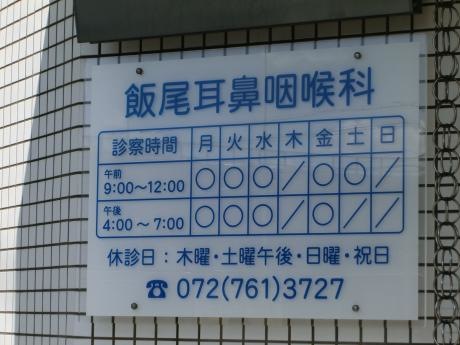 飯尾耳鼻咽喉科
診察時間 月 火 水 木 金 土 日
午前 9:00~12:00 ○ ○ ○ ／ ○ ○ ／
午後 4:00~7:00 ○ ○ ○ ／ ○ ／ ／
休診日：木曜・土曜午後・日曜・祝日
☎ 072(761)3727